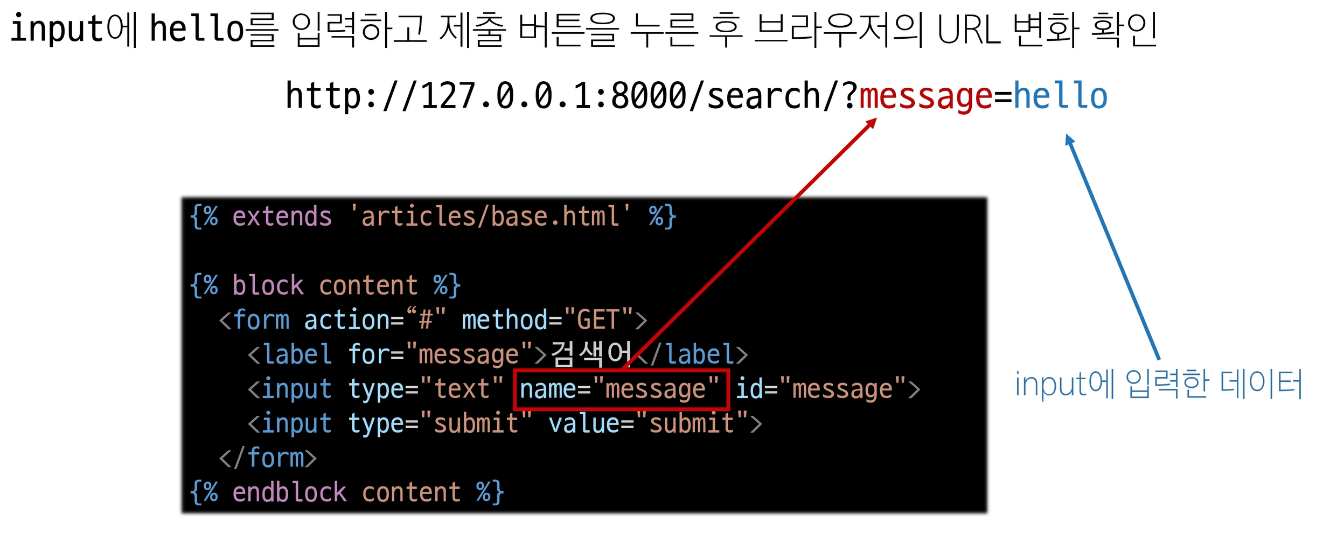 input에 hello를 입력하고 제출 버튼을 누른 후 브라우저의 URL 변화 확인
http://127.0.0.1:8000/search/?message=hello
{% extends 'articles/base.html' %}
{% block content %}
<form action=“#" method="GET">
<label for="message">검색어</label>
<input type="text" name="message" id="message">
<input type="submit" value="submit">
</form>
{% endblock content %}
input에 입력한 데이터